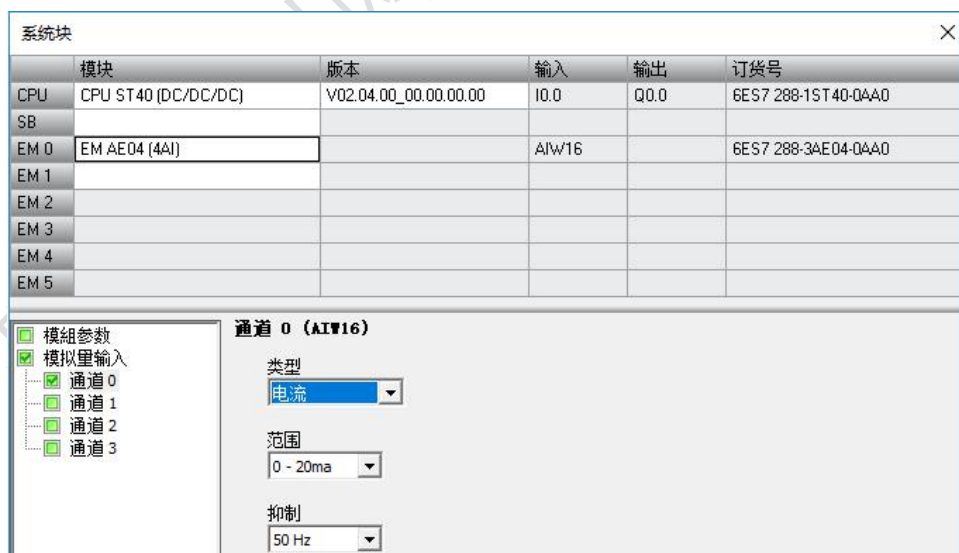 系统块
模块 版本 输入 输出 订货号
CPU CPU ST40 (DC/DC/DC) V02.04.00_00.00.00.00 I0.0 Q0.0 6ES7 288-1ST40-0AA0
SB
EM 0 EM AE04 (4AI) AIW16 6ES7 288-3AE04-0AA0
EM 1
EM 2
EM 3
EM 4
EM 5
模组参数
模拟量输入
通道 0
通道 1
通道 2
通道 3
通道 0 (AIW16)
类型
电流
范围
0 - 20ma
抑制
50 Hz